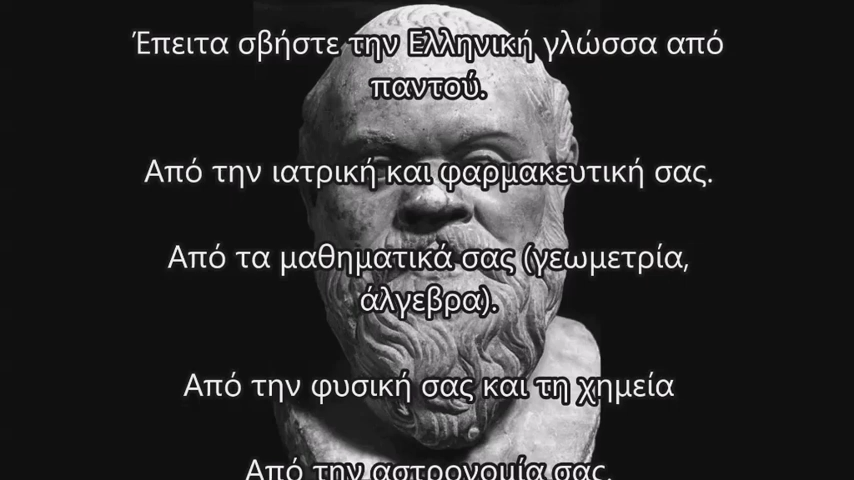 Έπειτα σβήστε την Ελληνική γλώσσα από
παντού.
Από την ιατρική και φαρμακευτική σας.
Από τα μαθηματικά σας (γεωμετρία,
άλγεβρα).
Από την φυσική σας και τη χημεία
Από την αστρονομία σας.